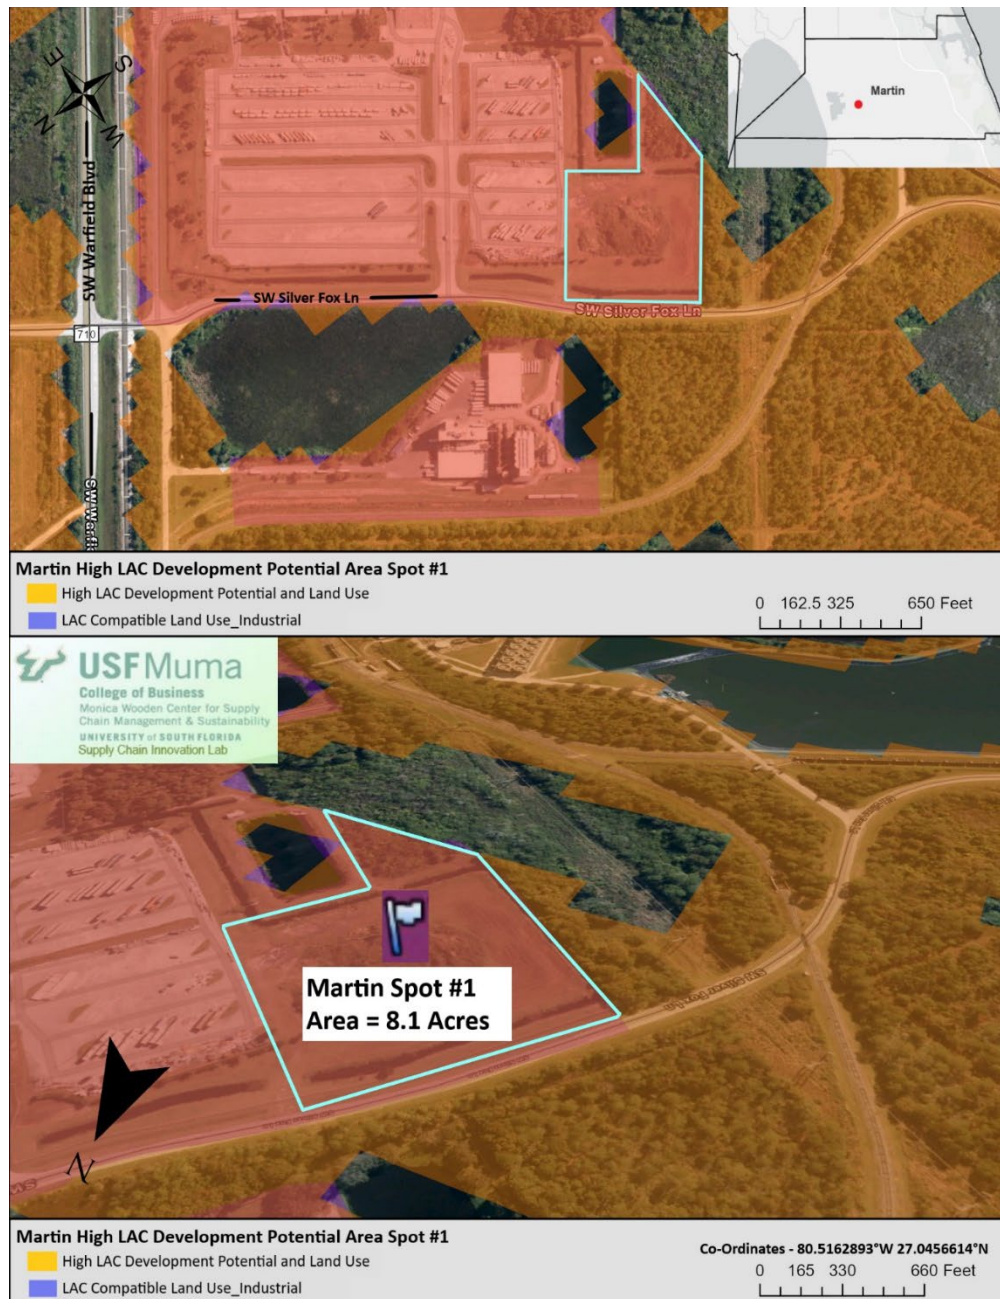 E
S
N
W
Martin
SW Warfield Blvd
SW Silver Fox Ln
SW Silver Fox Ln
710
Martin High LAC Development Potential Area Spot #1
High LAC Development Potential and Land Use
LAC Compatible Land Use_Industrial
0 162.5 325 650 Feet
USF Muma
College of Business
Monica Wooden Center for Supply
Chain Management & Sustainability
UNIVERSITY of SOUTH FLORIDA
Supply Chain Innovation Lab
Martin Spot #1
Area = 8.1 Acres
N
Martin High LAC Development Potential Area Spot #1
High LAC Development Potential and Land Use
LAC Compatible Land Use_Industrial
Co-Ordinates - 80.5162893°W 27.0456614°N
0 165 330 660 Feet